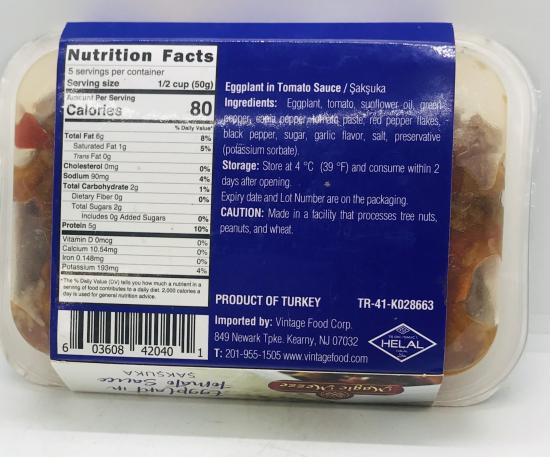 Nutrition Facts
5 servings per container
Serving size 1/2 cup (50g)
Amount Per Serving
Calories 80
% Daily Value*
Total Fat 6g 8%
Saturated Fat 1g 5%
Trans Fat 0g
Cholesterol 0mg 0%
Sodium 90mg 4%
Total Carbohydrate 2g 1%
Dietary Fiber 0g 0%
Total Sugars 2g
Includes 0g Added Sugars 0%
Protein 5g 10%
Vitamin D 0mcg 0%
Calcium 10.54mg 0%
Iron 0.148mg 0%
Potassium 193mg 4%
*The % Daily Value (DV) tells you how much a nutrient in a
serving of food contributes to a daily diet. 2,000 calories a
day is used for general nutrition advice.
6 03608 42040 1
Eggplant in Tomato Sauce / Şakşuka
Ingredients: Eggplant, tomato, sunflower oil, green
pepper, capia pepper, tomato paste, red pepper flakes,
black pepper, sugar, garlic flavor, salt, preservative
(potassium sorbate).
Storage: Store at 4 °C (39 °F) and consume within 2
days after opening.
Expiry date and Lot Number are on the packaging.
CAUTION: Made in a facility that processes tree nuts,
peanuts, and wheat.
PRODUCT OF TURKEY TR-41-K028663
Imported by: Vintage Food Corp.
849 Newark Tpke. Kearny, NJ 07032
T: 201-955-1505 www.vintagefood.com
HELAL
Magic Mezze
Eggplant in
Tomato Sauce
SAKSUKA